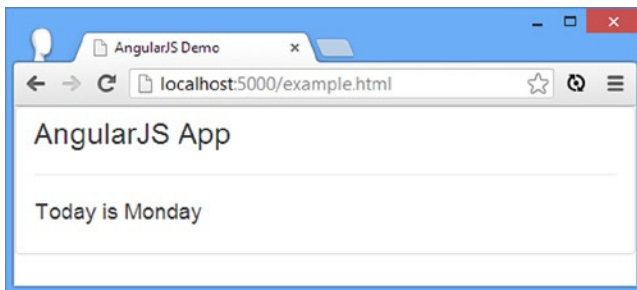 AngularJS Demo
localhost:5000/example.html
AngularJS App
Today is Monday